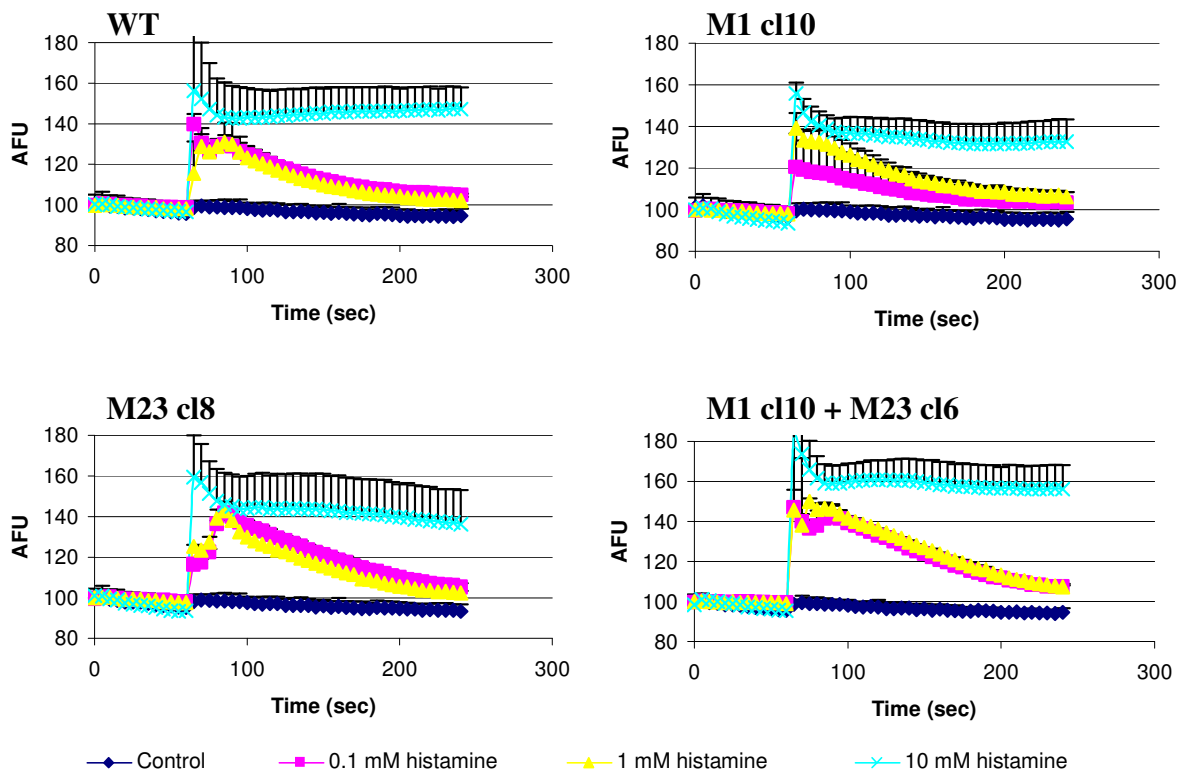 WT
180
160
140
120
100
80
AFU
0 100 200 300
Time (sec)
M1 cl10
180
160
140
120
100
80
AFU
0 100 200 300
Time (sec)
M23 cl8
180
160
140
120
100
80
AFU
0 100 200 300
Time (sec)
M1 cl10 + M23 cl6
180
160
140
120
100
80
AFU
0 100 200 300
Time (sec)
Control 0.1 mM histamine 1 mM histamine 10 mM histamine